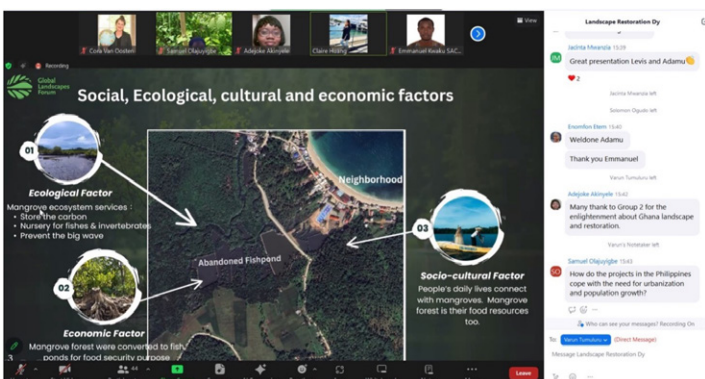 View
Cora Van Oosten
Samuel Olajuyigbe
Adejoke Akinyele
Claire Hizang
Emmanuel Kwaku SAC...
Recording
Global
Landscapes
Forum
Social, Ecological, cultural and economic factors
01
Ecological Factor
Mangrove ecosystem services :
• Store the carbon
• Nursery for fishes & invertebrates
• Prevent the big wave
02
Economic Factor
Mangrove forest were converted to fish
ponds for food security purpose
3
Neighborhood
Abandoned Fishpond
03
Socio-cultural Factor
People's daily lives connect
with mangroves. Mangrove
forest is their food resources
too.
44
Leave
Landscape Restoration Dy
Jacinta Mwanzia 15:39
JM
Great presentation Levis and Adamu👏
❤️ 2
Jacinta Mwanzia left
Solomon Ogudo left
Enomfon Etem 15:40
Weldone Adamu
Thank you Emmanuel
Varun Tumuluru left
Adejoke Akinyele 15:42
Many thank to Group 2 for the
enlightenment about Ghana landscape
and restoration.
Varun's Notetaker left
Samuel Olajuyigbe 15:43
SO
How do the projects in the Philippines
cope with the need for urbanization
and population growth?
Who can see your messages? Recording On
To: Varun Tumuluru (Direct Message)
Message Landscape Restoration Dy